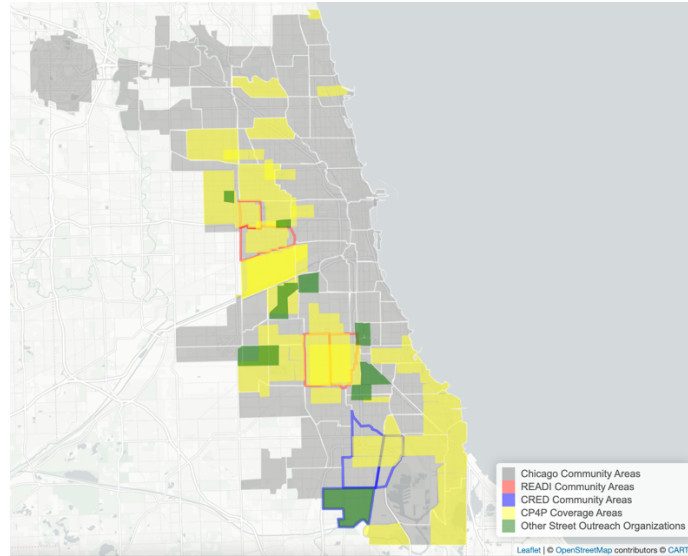 Chicago Community Areas
READI Community Areas
CRED Community Areas
CP4P Coverage Areas
Other Street Outreach Organizations
Leaflet | © OpenStreetMap contributors © CART